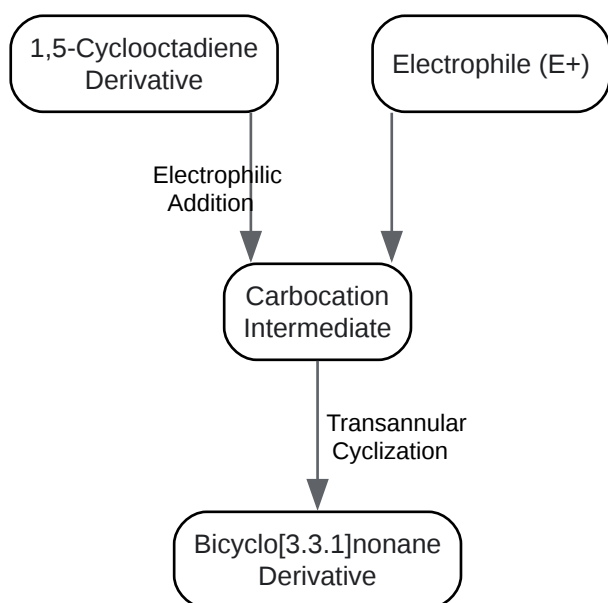 1,5-Cyclooctadiene
Derivative
Electrophile (E+)
Electrophilic
Addition
Carbocation
Intermediate
Transannular
Cyclization
Bicyclo[3.3.1]nonane
Derivative